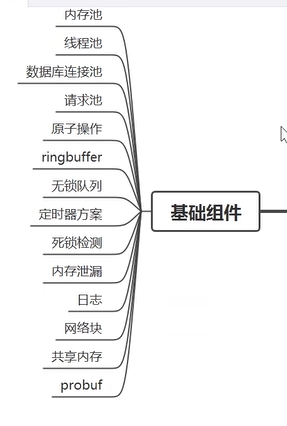 内存池
线程池
数据库连接池
请求池
原子操作
ringbuffer
无锁队列
定时器方案
死锁检测
内存泄漏
日志
网络块
共享内存
probuf
基础组件